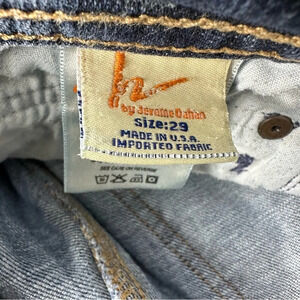 by Jerome Dahan
SIZE:29
MADE IN U.S.A.
IMPORTED FABRIC
SEE CARE ON REVERSE